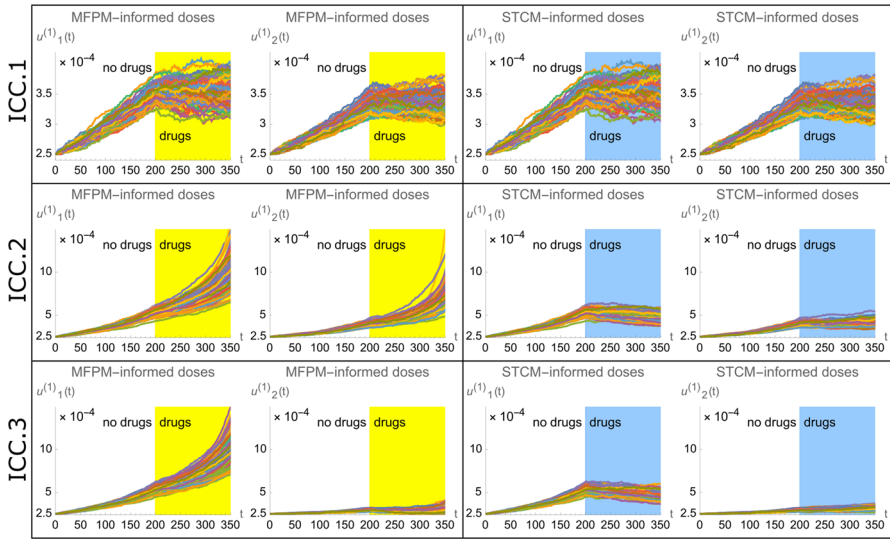 ICC.1
MFPM-informed doses
u(1)1(t)
× 10−4
no drugs
drugs
3.5
3
2.5
0 50 100 150 200 250 300 350 t
MFPM-informed doses
u(1)2(t)
× 10−4
no drugs
drugs
3.5
3
2.5
0 50 100 150 200 250 300 350 t
STCM-informed doses
u(1)1(t)
× 10−4
no drugs
drugs
3.5
3
2.5
0 50 100 150 200 250 300 350 t
STCM-informed doses
u(1)2(t)
× 10−4
no drugs
drugs
3.5
3
2.5
0 50 100 150 200 250 300 350 t
ICC.2
MFPM-informed doses
u(1)1(t)
× 10−4
no drugs drugs
10
5
2.5
0 50 100 150 200 250 300 350 t
MFPM-informed doses
u(1)2(t)
× 10−4
no drugs drugs
10
5
2.5
0 50 100 150 200 250 300 350 t
STCM-informed doses
u(1)1(t)
× 10−4
no drugs drugs
10
5
2.5
0 50 100 150 200 250 300 350 t
STCM-informed doses
u(1)2(t)
× 10−4
no drugs drugs
10
5
2.5
0 50 100 150 200 250 300 350 t
ICC.3
MFPM-informed doses
u(1)1(t)
× 10−4
no drugs drugs
10
5
2.5
0 50 100 150 200 250 300 350 t
MFPM-informed doses
u(1)2(t)
× 10−4
no drugs drugs
10
5
2.5
0 50 100 150 200 250 300 350 t
STCM-informed doses
u(1)1(t)
× 10−4
no drugs drugs
10
5
2.5
0 50 100 150 200 250 300 350 t
STCM-informed doses
u(1)2(t)
× 10−4
no drugs drugs
10
5
2.5
0 50 100 150 200 250 300 350 t